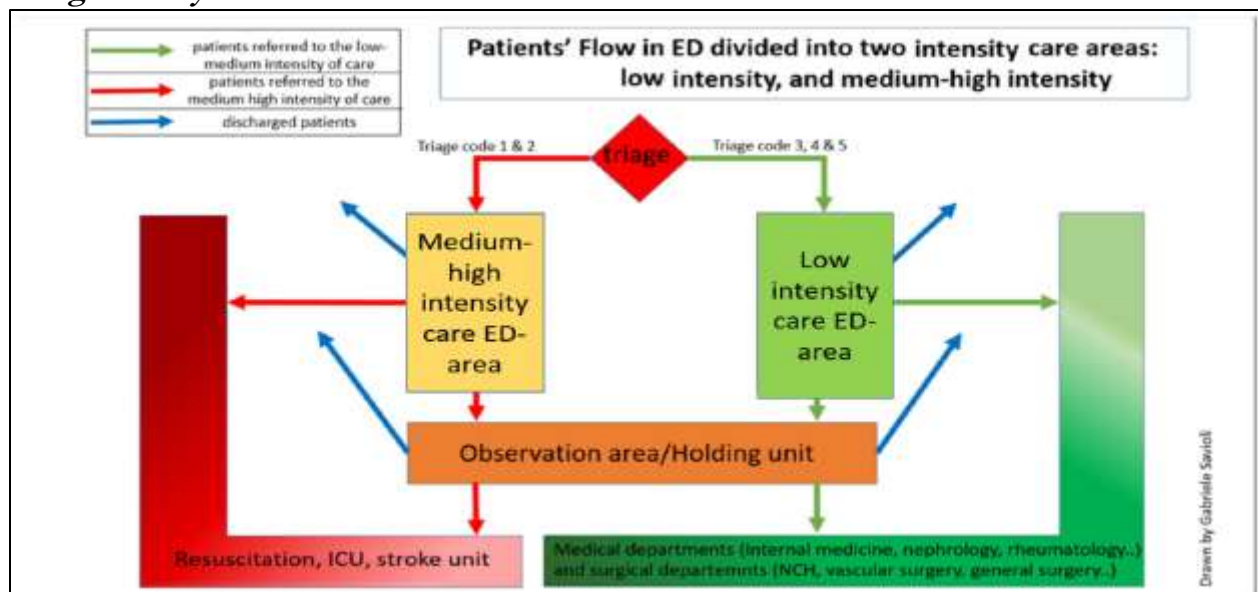 patients referred to the low-
medium intensity of care
patients referred to the
medium high intensity of care
discharged patients
Patients' Flow in ED divided into two intensity care areas:
low intensity, and medium-high intensity
Triage code 1 & 2
triage
Triage code 3, 4 & 5
Medium-
high
intensity
care ED-
area
Low
intensity
care ED-
area
Observation area/Holding unit
Resuscitation, ICU, stroke unit
Medical departments (internal medicine, nephrology, rheumatology..)
and surgical departemnts (NCH, vascular surgery, general surgery..)
Drawn by Gabriele Savioli